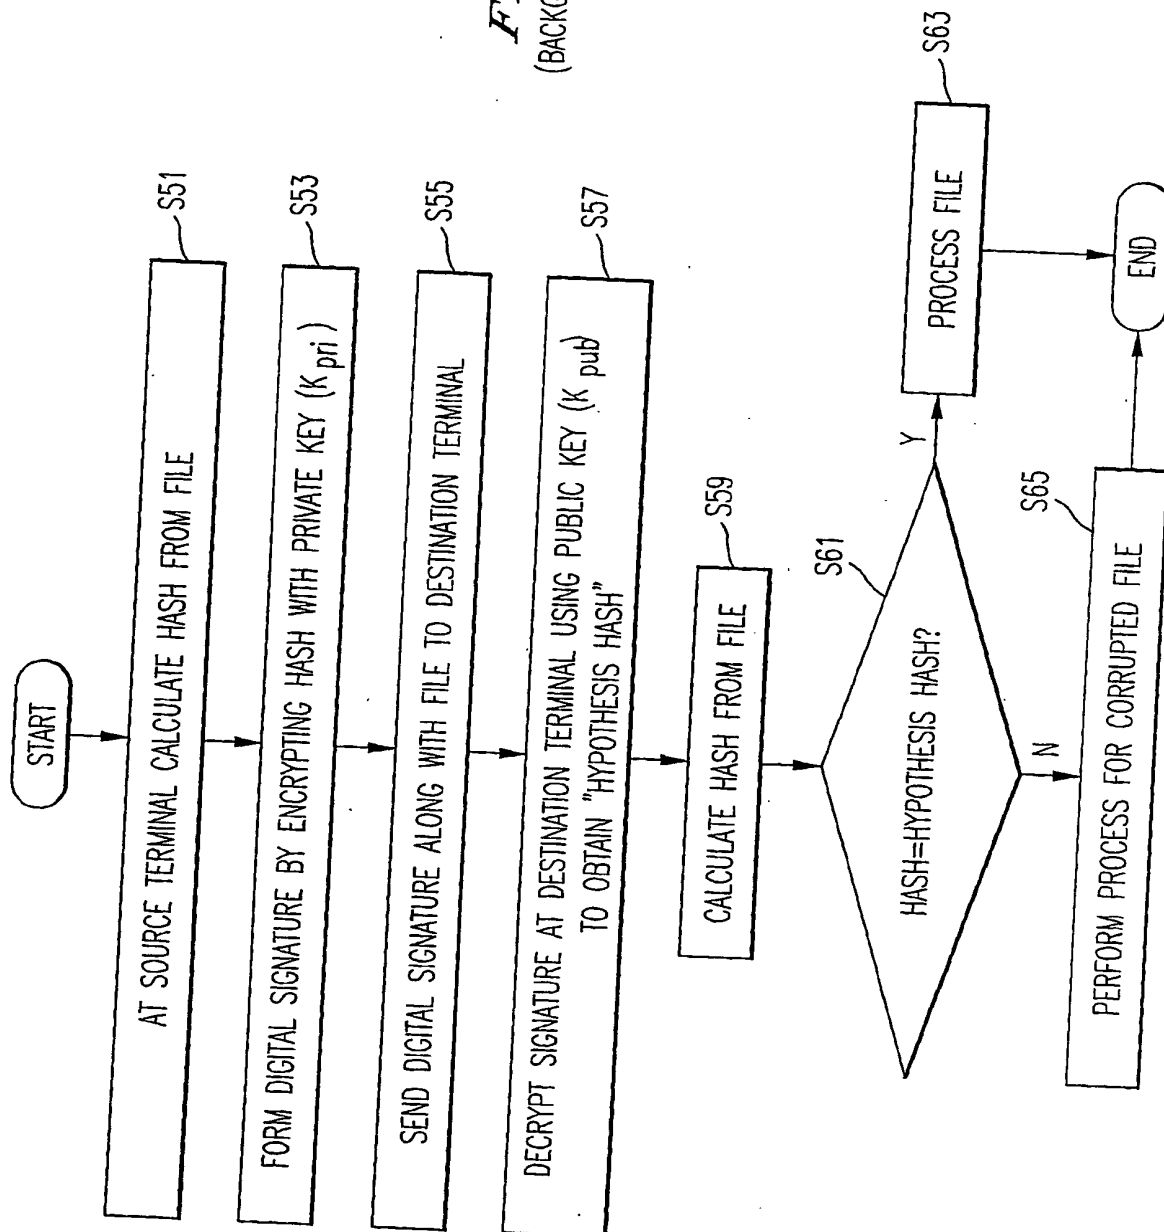 START
AT SOURCE TERMINAL CALCULATE HASH FROM FILE
S51
FORM DIGITAL SIGNATURE BY ENCRYPTING HASH WITH PRIVATE KEY (K pri)
S53
SEND DIGITAL SIGNATURE ALONG WITH FILE TO DESTINATION TERMINAL
S55
DECRYPT SIGNATURE AT DESTINATION TERMINAL USING PUBLIC KEY (K pub)
TO OBTAIN "HYPOTHESIS HASH"
S57
CALCULATE HASH FROM FILE
S59
HASH=HYPOTHESIS HASH?
S61
Y
N
PROCESS FILE
S63
PERFORM PROCESS FOR CORRUPTED FILE
S65
END